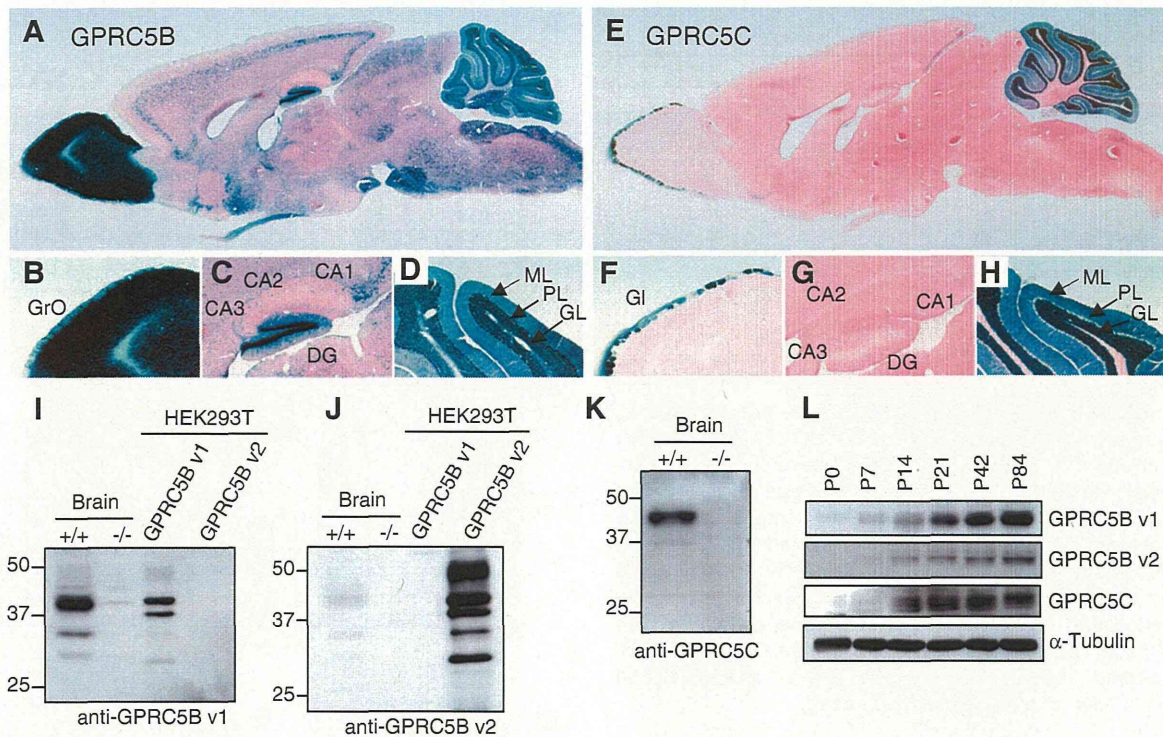 A GPRC5B
E GPRC5C
B
GrO
C
CA2
CA1
CA3
DG
D
ML
PL
GL
F
Gl
G
CA2
CA1
CA3
DG
H
ML
PL
GL
I
HEK293T
Brain
+/+ -/- GPRC5B v1 GPRC5B v2
50
37
25
anti-GPRC5B v1
J
HEK293T
Brain
+/+ -/- GPRC5B v1 GPRC5B v2
50
37
25
anti-GPRC5B v2
K
Brain
+/+ -/-
50
37
25
anti-GPRC5C
L
P0 P7 P14 P21 P42 P84
GPRC5B v1
GPRC5B v2
GPRC5C
α-Tubulin